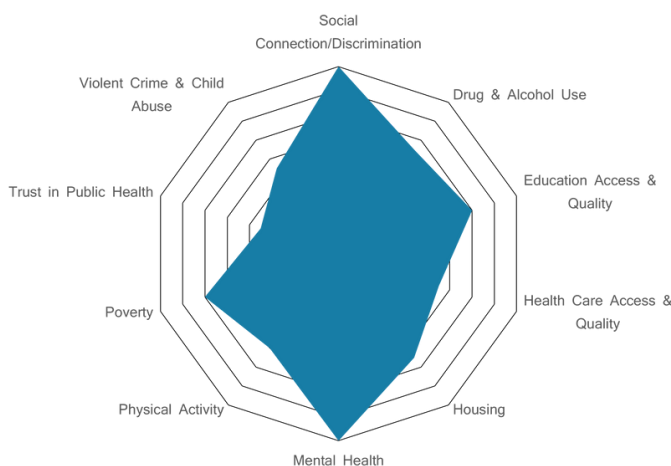 Social
Connection/Discrimination
Drug & Alcohol Use
Education Access &
Quality
Health Care Access &
Quality
Housing
Mental Health
Physical Activity
Poverty
Trust in Public Health
Violent Crime & Child
Abuse